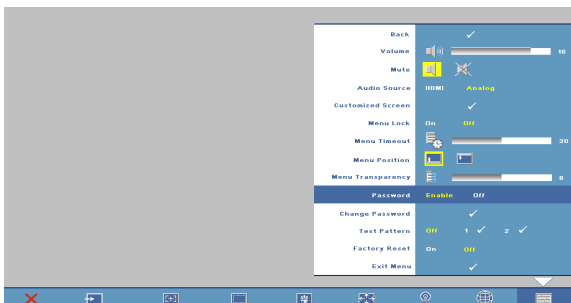 Back
Volume 16
Mute
Audio Source HDMI Analog
Customized Screen
Menu Lock On Off
Menu Timeout 30
Menu Position
Menu Transparency 0
Password Enable Off
Change Password
Test Pattern Off 1 2
Factory Reset On Off
Exit Menu